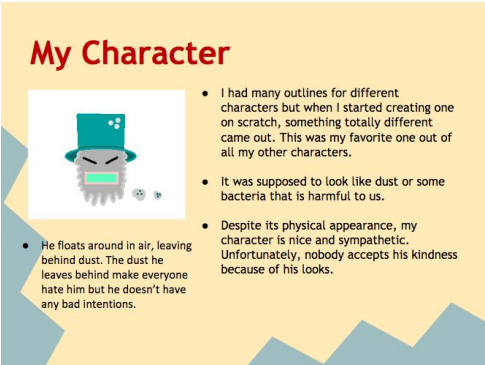 My Character
● I had many outlines for different
characters but when I started creating one
on scratch, something totally different
came out. This was my favorite one out of
all my other characters.
● It was supposed to look like dust or some
bacteria that is harmful to us.
● Despite its physical appearance, my
character is nice and sympathetic.
Unfortunately, nobody accepts his kindness
because of his looks.
● He floats around in air, leaving
behind dust. The dust he
leaves behind make everyone
hate him but he doesn't have
any bad intentions.